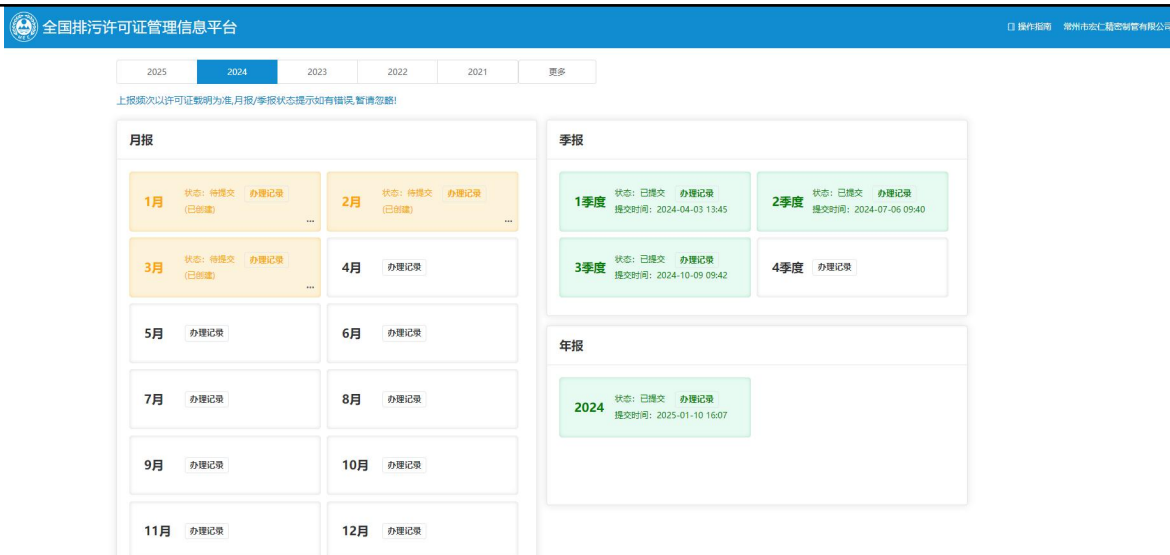 全国排污许可证管理信息平台
操作指南 常州市宏仁精密制管有限公司
2025 2024 2023 2022 2021 更多
上报频次以许可证载明为准,月报/季报状态提示如有错误,暂请忽略!
月报
1月 状态: 待提交 办理记录
(已创建)
...
2月 状态: 待提交 办理记录
(已创建)
...
3月 状态: 待提交 办理记录
(已创建)
...
4月 办理记录
5月 办理记录
6月 办理记录
7月 办理记录
8月 办理记录
9月 办理记录
10月 办理记录
11月 办理记录
12月 办理记录
季报
1季度 状态: 已提交 办理记录
提交时间: 2024-04-03 13:45
2季度 状态: 已提交 办理记录
提交时间: 2024-07-06 09:40
3季度 状态: 已提交 办理记录
提交时间: 2024-10-09 09:42
4季度 办理记录
年报
2024 状态: 已提交 办理记录
提交时间: 2025-01-10 16:07